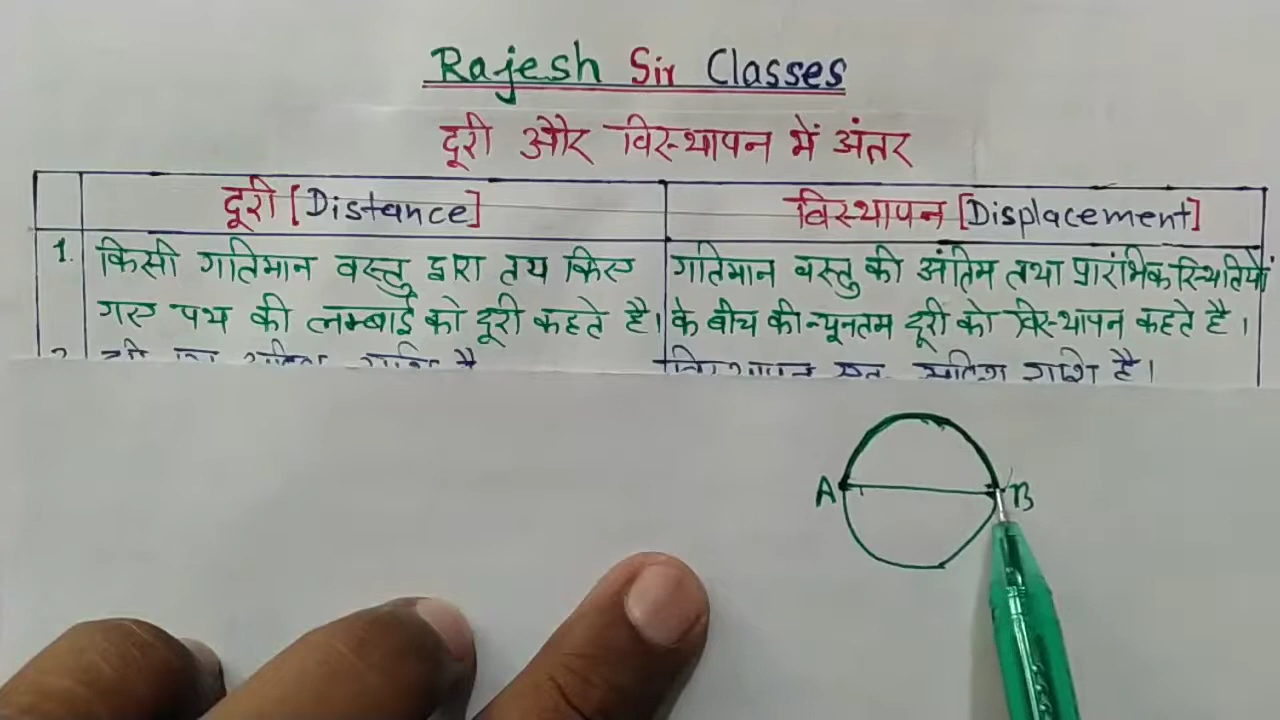 Rajesh Sir Classes
दूरी और विस्थापन में अंतर
दूरी [Distance]
विस्थापन [Displacement]
1. किसी गतिमान वस्तु द्वारा तय किए
गए पथ की लम्बाई को दूरी कहते है।
गतिमान वस्तु की अंतिम तथा प्रारंभिक स्थितियों
के बीच की न्यूनतम दूरी को विस्थापन कहते है।
राशि है।
A
B